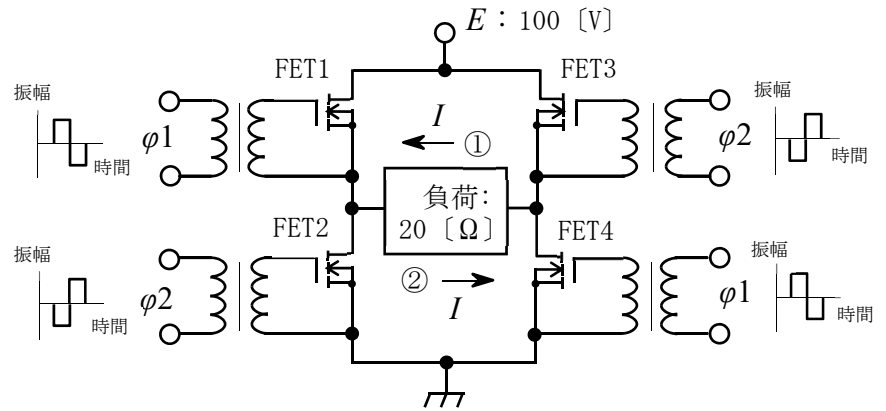 E：100 〔V〕
FET1
FET3
振幅
φ1
時間
I
①
振幅
φ2
時間
負荷：
20 〔Ω〕
FET2
FET4
振幅
φ2
時間
②
I
振幅
φ1
時間